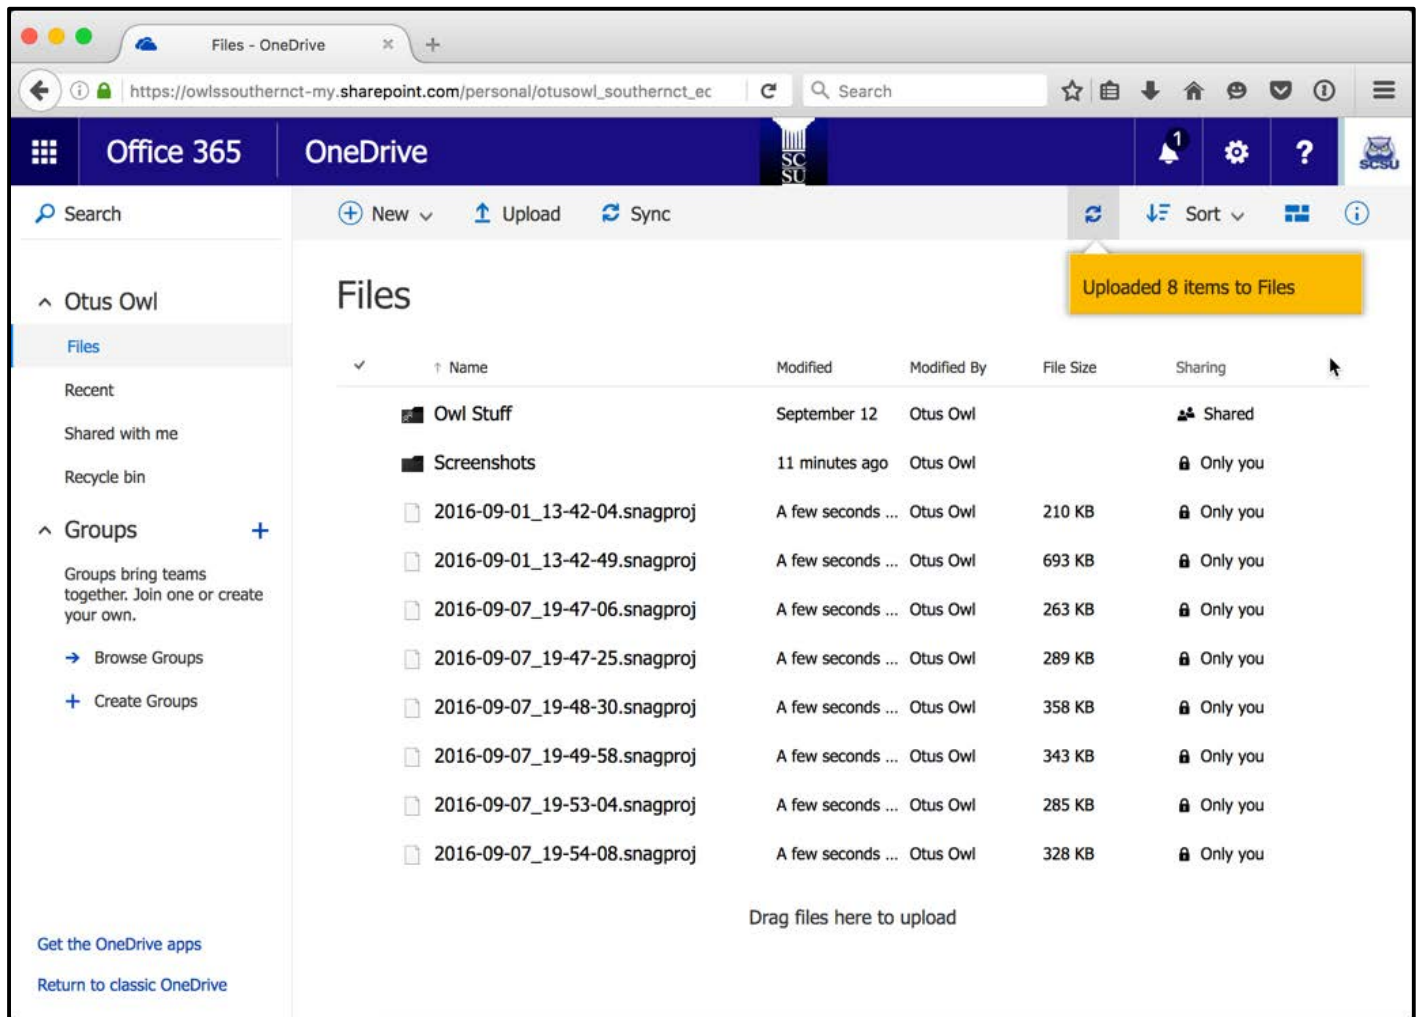 Files - OneDrive
https://owlssouthernct-my.sharepoint.com/personal/otusowl_southernct_ec
Search
Office 365
OneDrive
SC
SU
1
?
SCSU
Search
New
Upload
Sync
Sort
Uploaded 8 items to Files
Otus Owl
Files
Recent
Shared with me
Recycle bin
Groups
Groups bring teams
together. Join one or create
your own.
Browse Groups
Create Groups
Get the OneDrive apps
Return to classic OneDrive
Files
Name Modified Modified By File Size Sharing
Owl Stuff September 12 Otus Owl Shared
Screenshots 11 minutes ago Otus Owl Only you
2016-09-01_13-42-04.snagproj A few seconds ... Otus Owl 210 KB Only you
2016-09-01_13-42-49.snagproj A few seconds ... Otus Owl 693 KB Only you
2016-09-07_19-47-06.snagproj A few seconds ... Otus Owl 263 KB Only you
2016-09-07_19-47-25.snagproj A few seconds ... Otus Owl 289 KB Only you
2016-09-07_19-48-30.snagproj A few seconds ... Otus Owl 358 KB Only you
2016-09-07_19-49-58.snagproj A few seconds ... Otus Owl 343 KB Only you
2016-09-07_19-53-04.snagproj A few seconds ... Otus Owl 285 KB Only you
2016-09-07_19-54-08.snagproj A few seconds ... Otus Owl 328 KB Only you
Drag files here to upload